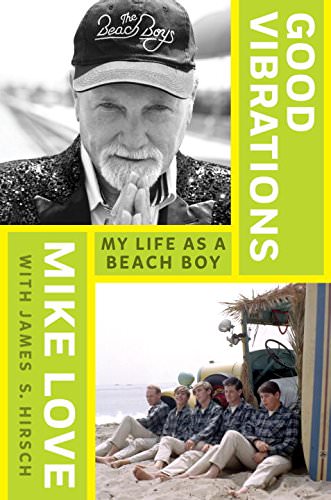 The
Beach Boys
GOOD
VIBRATIONS
MY LIFE AS A
BEACH BOY
MIKE LOVE
WITH JAMES S. HIRSCH